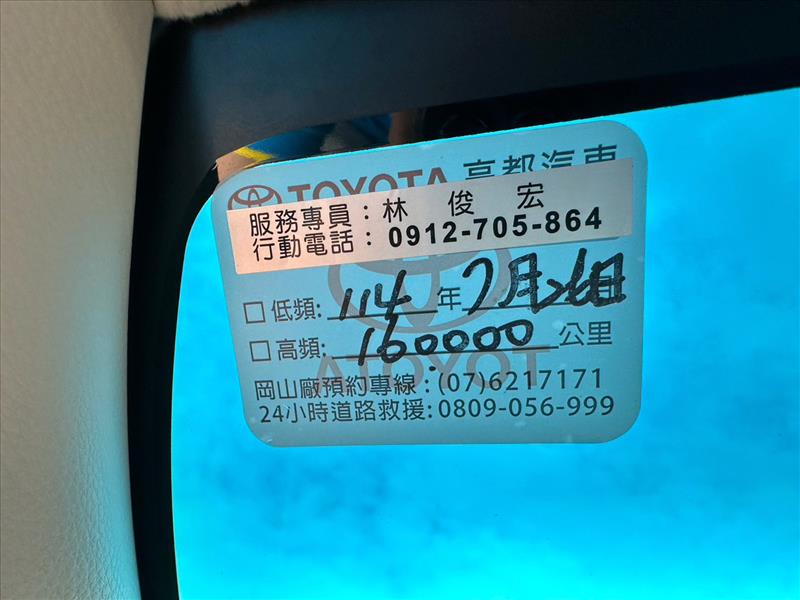 TOYOTA 高都汽車
服務專員：林 俊 宏
行動電話：0912-705-864
□低頻: 114 年 7月26日
□高頻: 160000 公里
TOYOTA
岡山廠預約專線：(07)6217171
24小時道路救援:0809-056-999